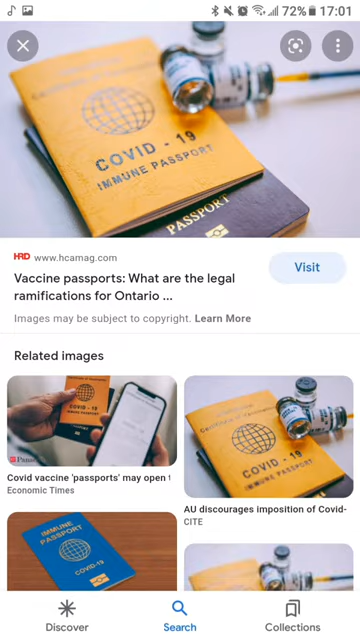 72% 17:01
COVID - 19
IMMUNE PASSPORT
PASSPORT
HRD www.hcamag.com
Vaccine passports: What are the legal
ramifications for Ontario ...
Visit
Images may be subject to copyright. Learn More
Related images
COVID - 19
Covid vaccine 'passports' may open t
Economic Times
COVID - 19
IMMUNE PASSPORT
AU discourages imposition of Covid-
CITE
IMMUNE
PASSPORT
COVID-19
Discover
Search
Collections